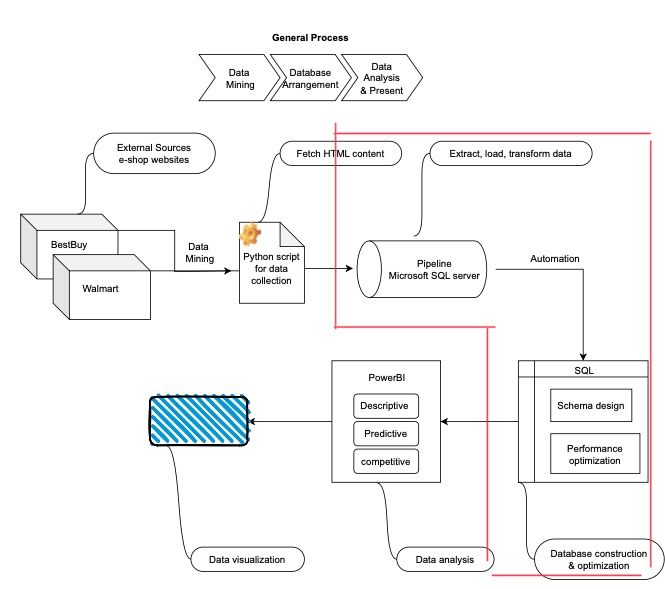 General Process
Data
Mining
Database
Arrangement
Data
Analysis
& Present
External Sources
e-shop websites
Fetch HTML content
Extract, load, transform data
BestBuy
Walmart
Data
Mining
Python script
for data
collection
Pipeline
Microsoft SQL server
Automation
SQL
Schema design
Performance
optimization
PowerBI
Descriptive
Predictive
competitive
Data visualization
Data analysis
Database construction
& optimization